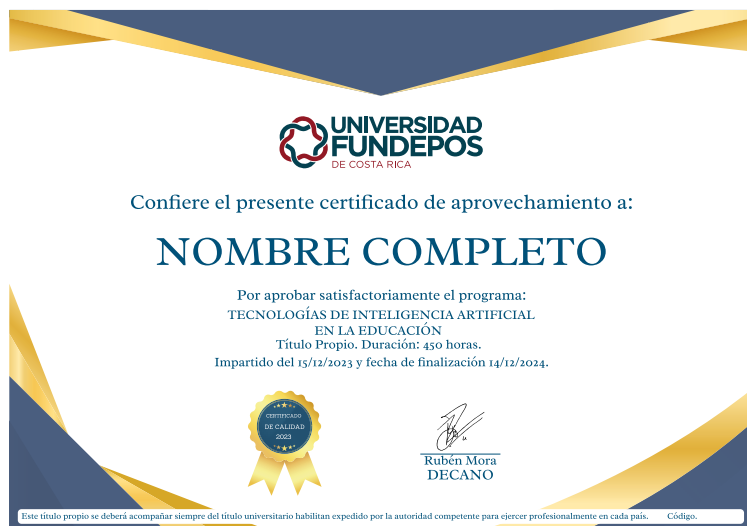 UNIVERSIDAD
FUNDEPOS
DE COSTA RICA
Confiere el presente certificado de aprovechamiento a:
NOMBRE COMPLETO
Por aprobar satisfactoriamente el programa:
TECNOLOGÍAS DE INTELIGENCIA ARTIFICIAL
EN LA EDUCACIÓN
Título Propio. Duración: 450 horas.
Impartido del 15/12/2023 y fecha de finalización 14/12/2024.
CERTIFICADO
DE CALIDAD
2023
Rubén Mora
DECANO
Este título propio se deberá acompañar siempre del título universitario habilitan expedido por la autoridad competente para ejercer profesionalmente en cada país. Código.